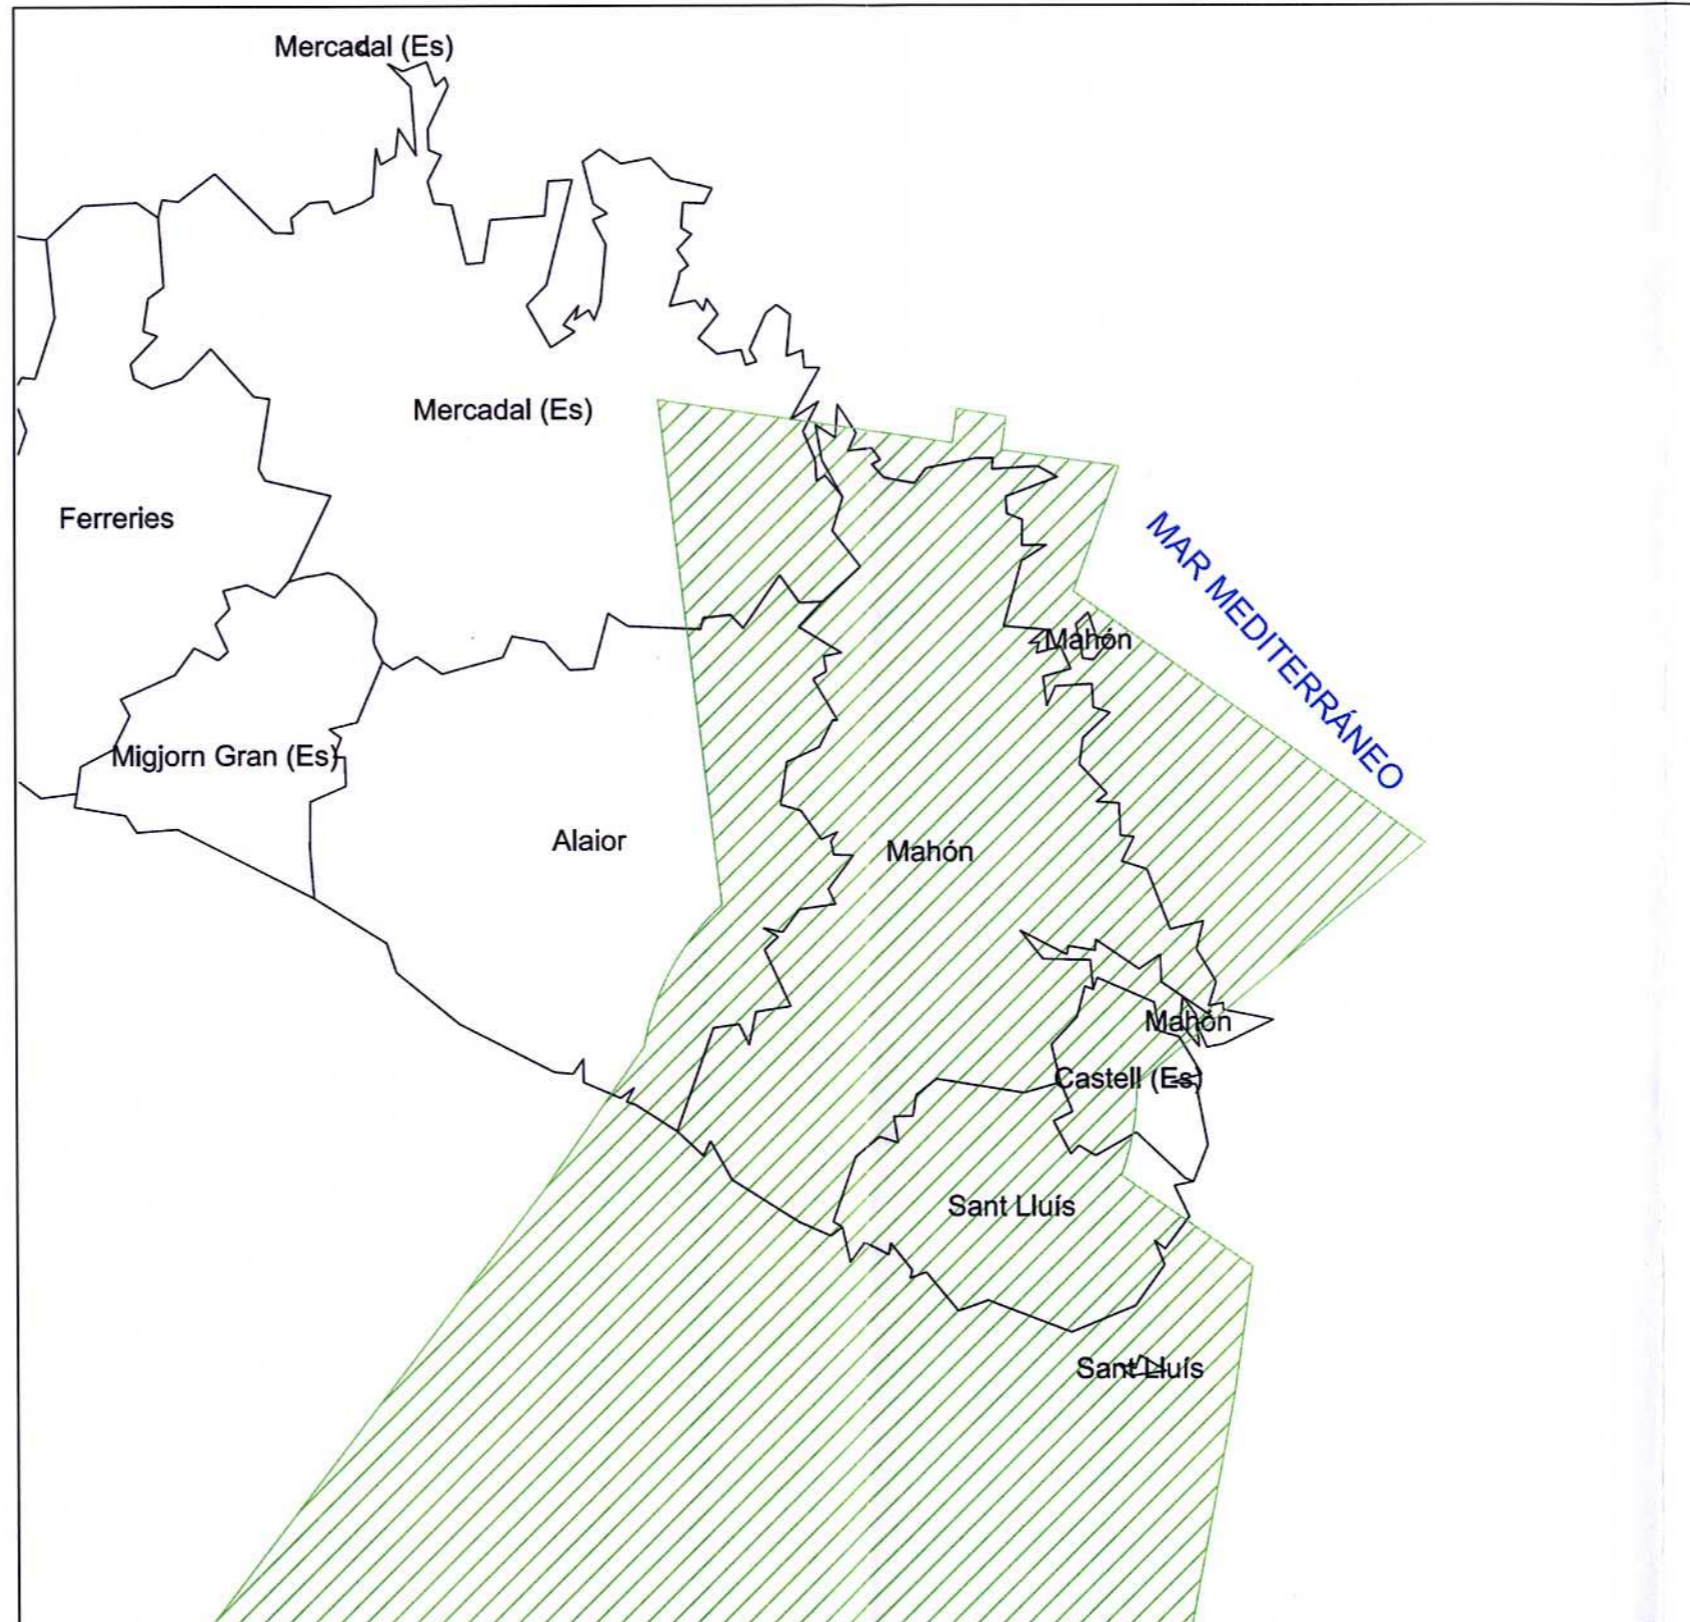 Mercadal (Es)
Mercadal (Es)
Ferreries
MAR MEDITERRÁNEO
Mahón
Migjorn Gran (Es)
Alaior
Mahón
Mahón
Castell (Es)
Sant Lluís
Sant Lluís